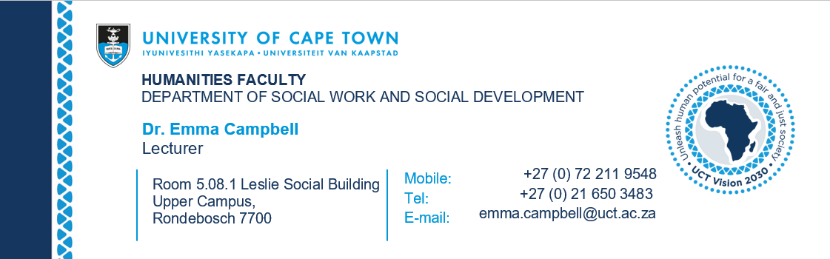 UNIVERSITY OF CAPE TOWN
IYUNIVESITHI YASEKAPA • UNIVERSITEIT VAN KAAPSTAD
HUMANITIES FACULTY
DEPARTMENT OF SOCIAL WORK AND SOCIAL DEVELOPMENT
Dr. Emma Campbell
Lecturer
Room 5.08.1 Leslie Social Building
Upper Campus,
Rondebosch 7700
Mobile: +27 (0) 72 211 9548
Tel: +27 (0) 21 650 3483
E-mail: emma.campbell@uct.ac.za
Unleash human potential for a fair and just society
• UCT Vision 2030 •